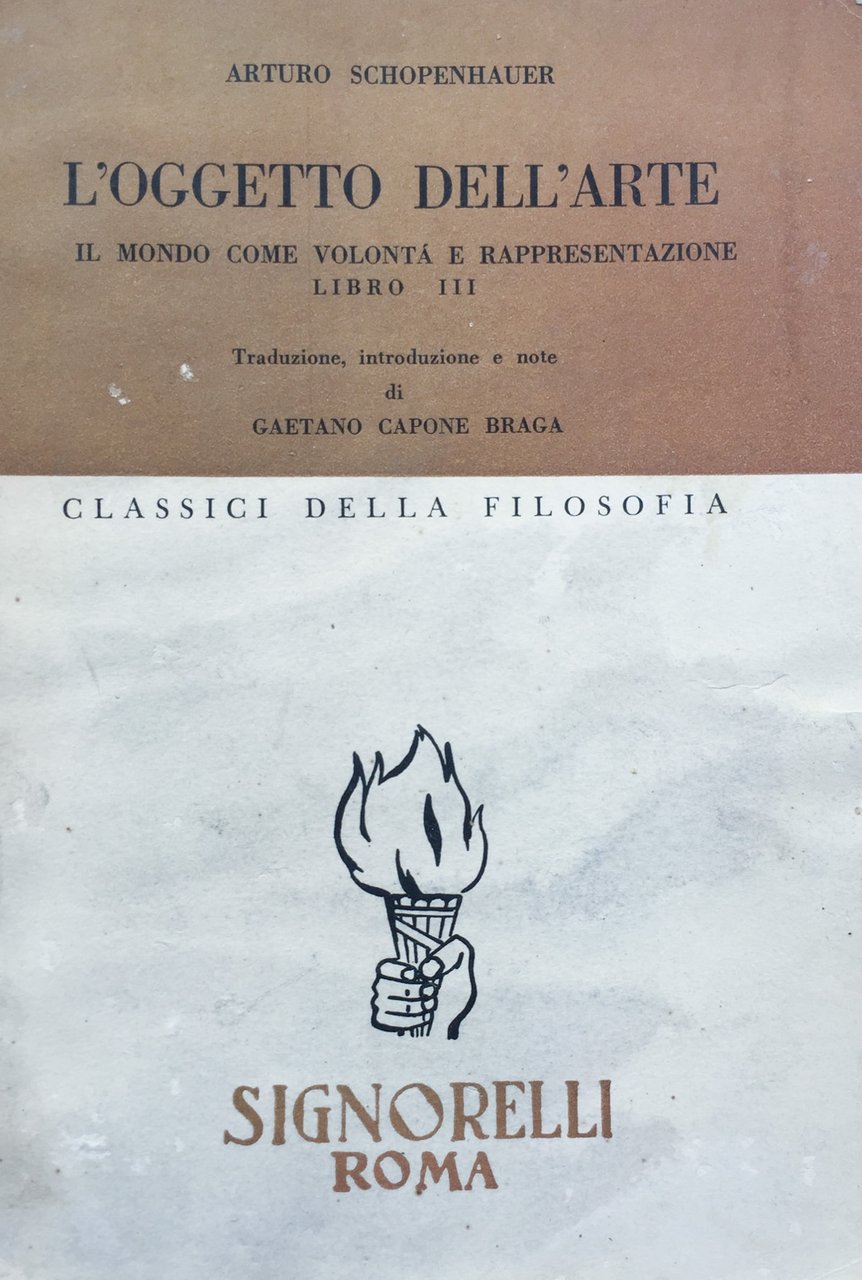 ARTURO SCHOPENHAUER
L'OGGETTO DELL'ARTE
IL MONDO COME VOLONTÁ E RAPPRESENTAZIONE
LIBRO III
Traduzione, introduzione e note
di
GAETANO CAPONE BRAGA
CLASSICI DELLA FILOSOFIA
SIGNORELLI
ROMA